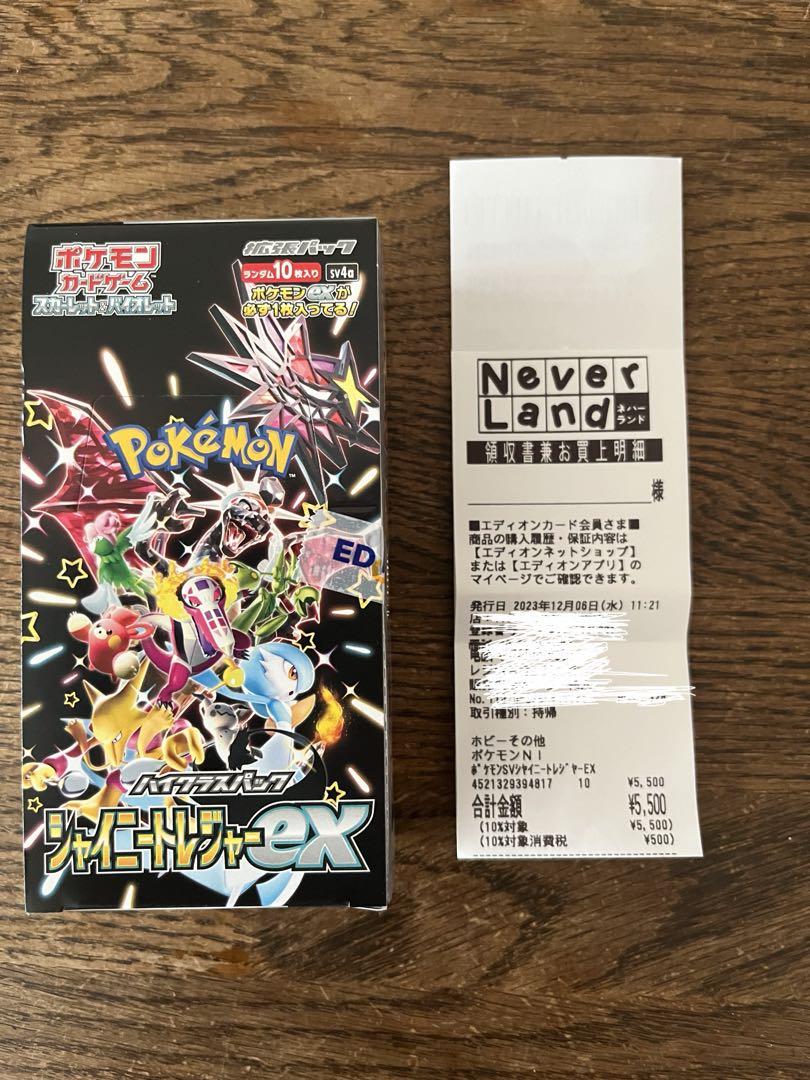 ポケモン
カードゲーム
スカーレット&バイオレット
拡張パック
ランダム10枚入り sv4a
ポケモンexが
必ず1枚入ってる!
POKéMON
TM
ED
ハイクラスパック
シャイニートレジャーex
Never
Land
ネバー
ランド
領収書兼お買上明細
様
■エディオンカード会員さま■
商品の購入履歴・保証内容は
【エディオンネットショップ】
または【エディオンアプリ】の
マイページでご確認できます。
発行日 2023年12月06日(水) 11:21
店
レジ
No.
取引種別:持帰
ホビーその他
ポケモンNI
ポケモンSVシャイニートレジャーEX
4521329394817 10 ¥5,500
合計金額 ¥5,500
(10%対象 ¥5,500)
(10%対象消費税 ¥500)